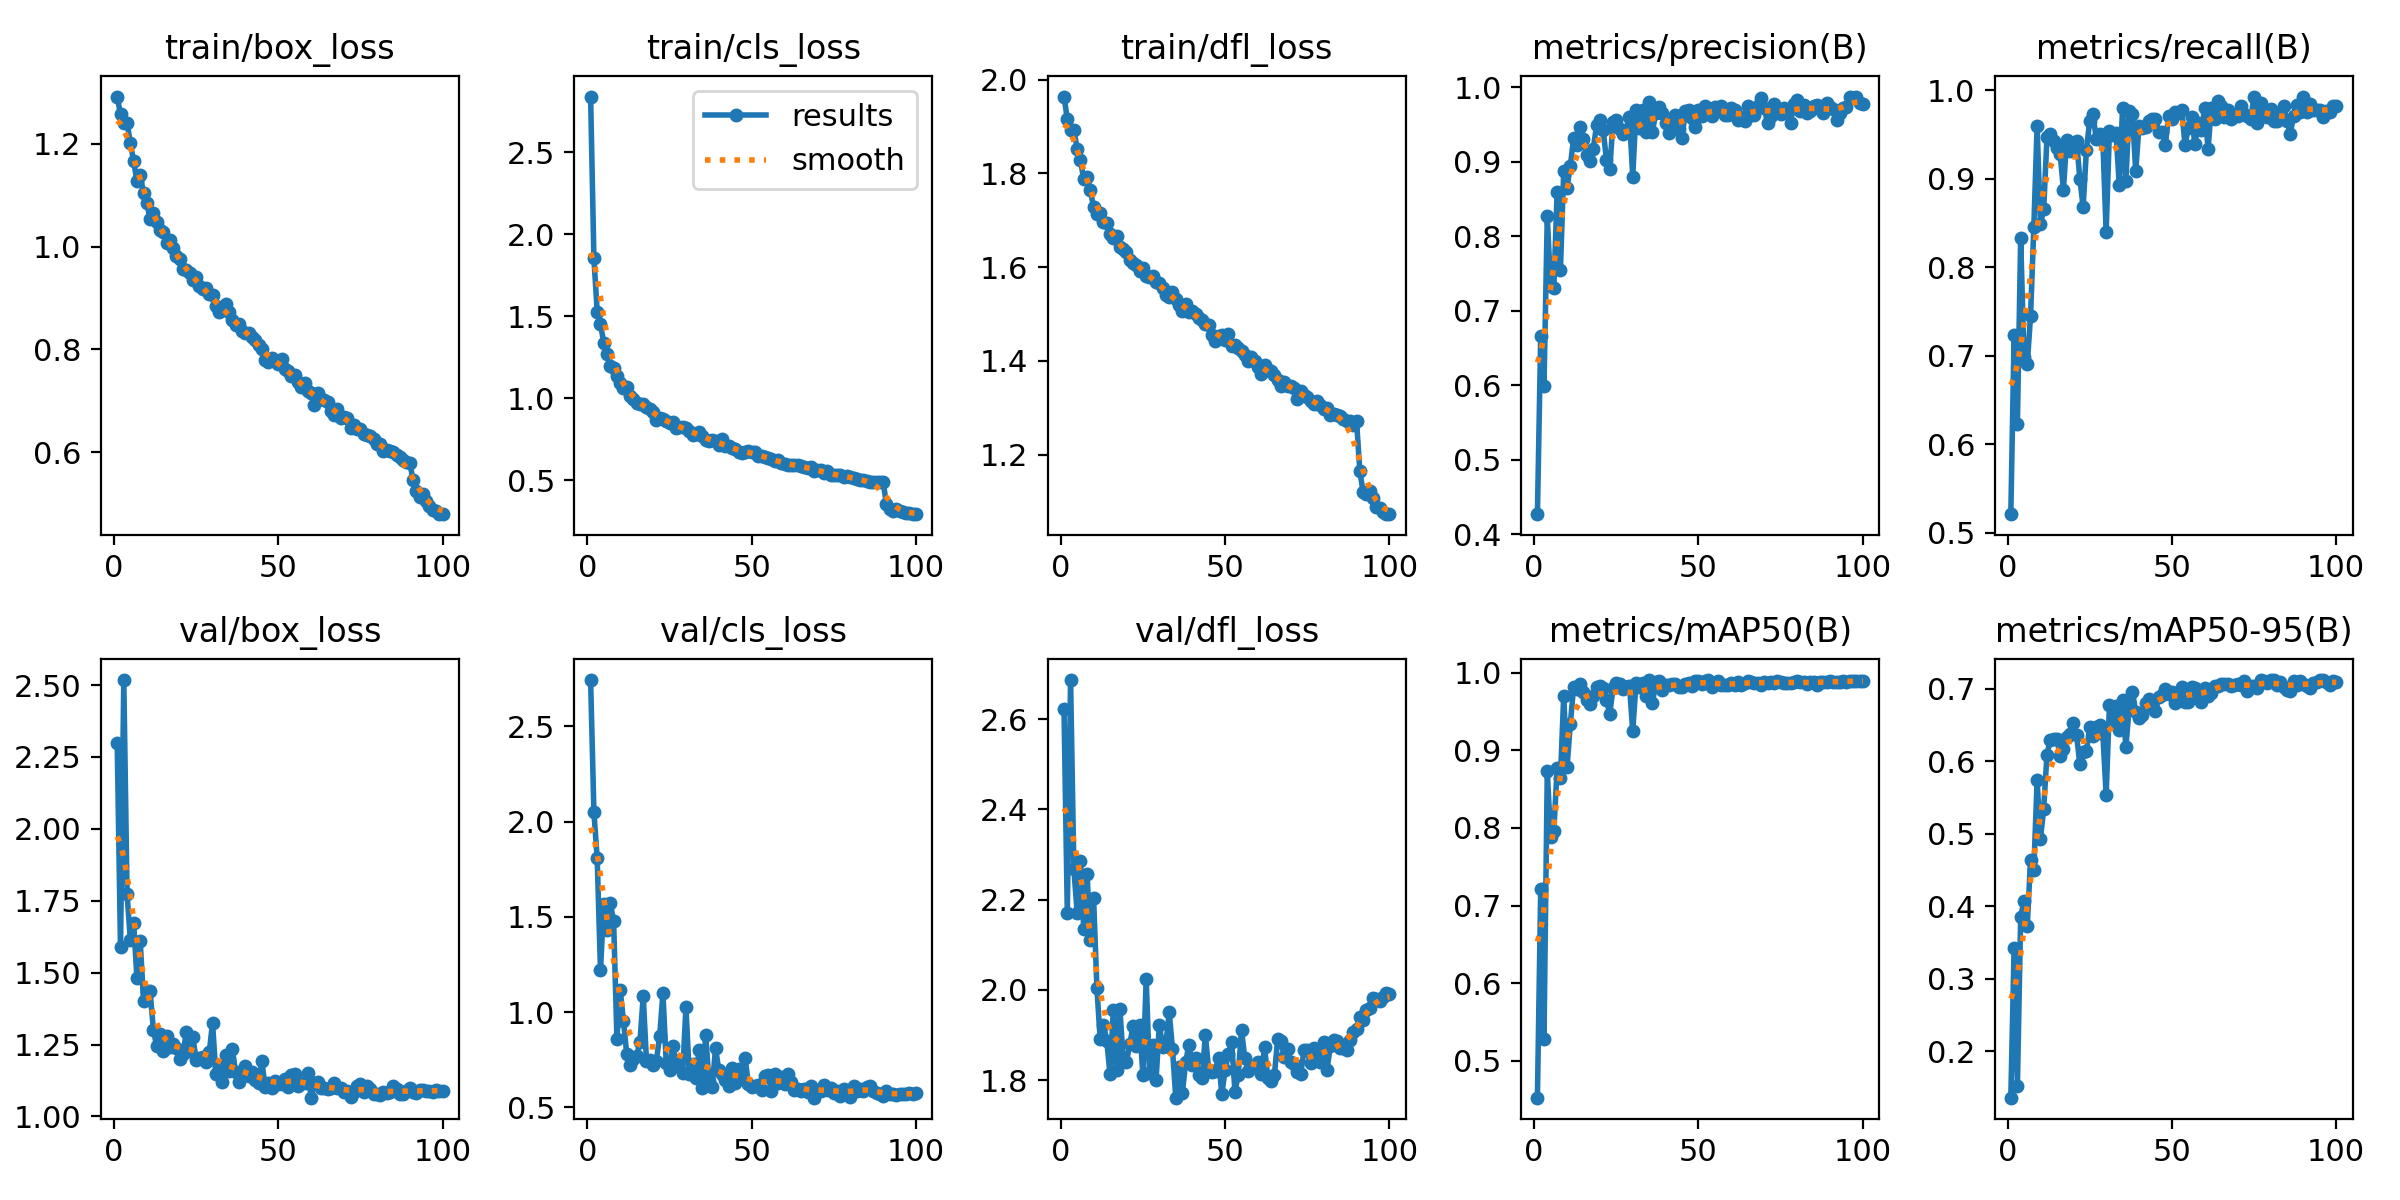 train/box_loss
1.2
1.0
0.8
0.6
0 50 100
train/cls_loss
results
smooth
2.5
2.0
1.5
1.0
0.5
0 50 100
train/dfl_loss
2.0
1.8
1.6
1.4
1.2
0 50 100
metrics/precision(B)
1.0
0.9
0.8
0.7
0.6
0.5
0.4
0 50 100
metrics/recall(B)
1.0
0.9
0.8
0.7
0.6
0.5
0 50 100
val/box_loss
2.50
2.25
2.00
1.75
1.50
1.25
1.00
0 50 100
val/cls_loss
2.5
2.0
1.5
1.0
0.5
0 50 100
val/dfl_loss
2.6
2.4
2.2
2.0
1.8
0 50 100
metrics/mAP50(B)
1.0
0.9
0.8
0.7
0.6
0.5
0 50 100
metrics/mAP50-95(B)
0.7
0.6
0.5
0.4
0.3
0.2
0 50 100